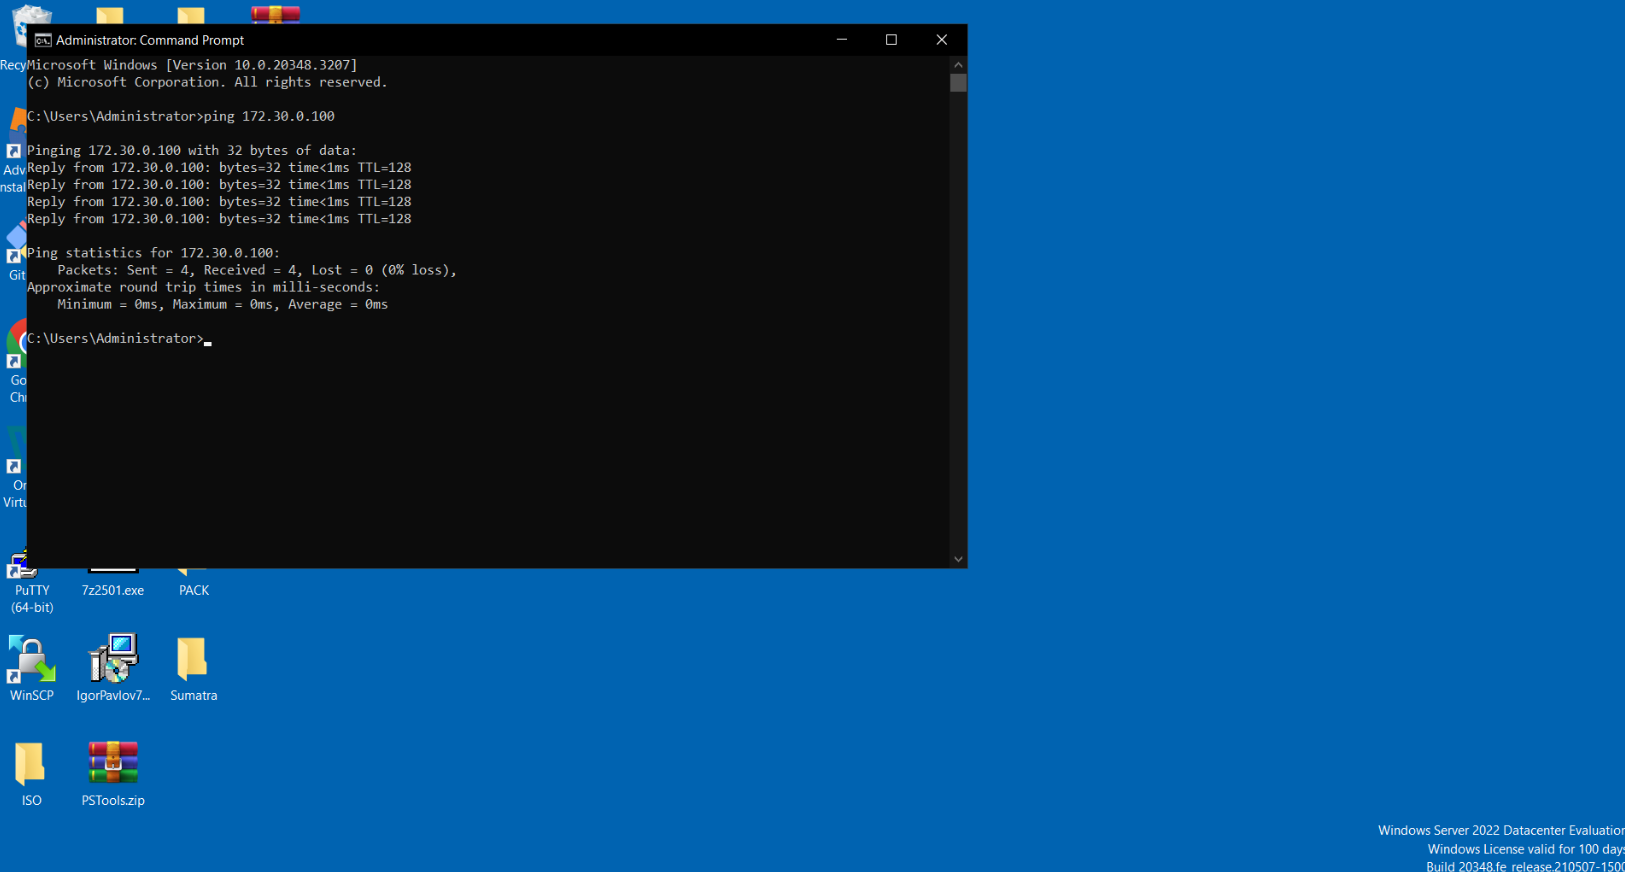 Administrator: Command Prompt
Microsoft Windows [Version 10.0.20348.3207]
(c) Microsoft Corporation. All rights reserved.
C:\Users\Administrator>ping 172.30.0.100
Pinging 172.30.0.100 with 32 bytes of data:
Reply from 172.30.0.100: bytes=32 time<1ms TTL=128
Reply from 172.30.0.100: bytes=32 time<1ms TTL=128
Reply from 172.30.0.100: bytes=32 time<1ms TTL=128
Reply from 172.30.0.100: bytes=32 time<1ms TTL=128
Ping statistics for 172.30.0.100:
Packets: Sent = 4, Received = 4, Lost = 0 (0% loss),
Approximate round trip times in milli-seconds:
Minimum = 0ms, Maximum = 0ms, Average = 0ms
C:\Users\Administrator>
Recy
Adv
nstal
Git
Go
Ch
Or
Virtu
PuTTY
(64-bit)
7z2501.exe
PACK
WinSCP
IgorPavlov7...
Sumatra
ISO
PSTools.zip
Windows Server 2022 Datacenter Evaluation
Windows License valid for 100 days
Build 20348.fe_release.210507-1500